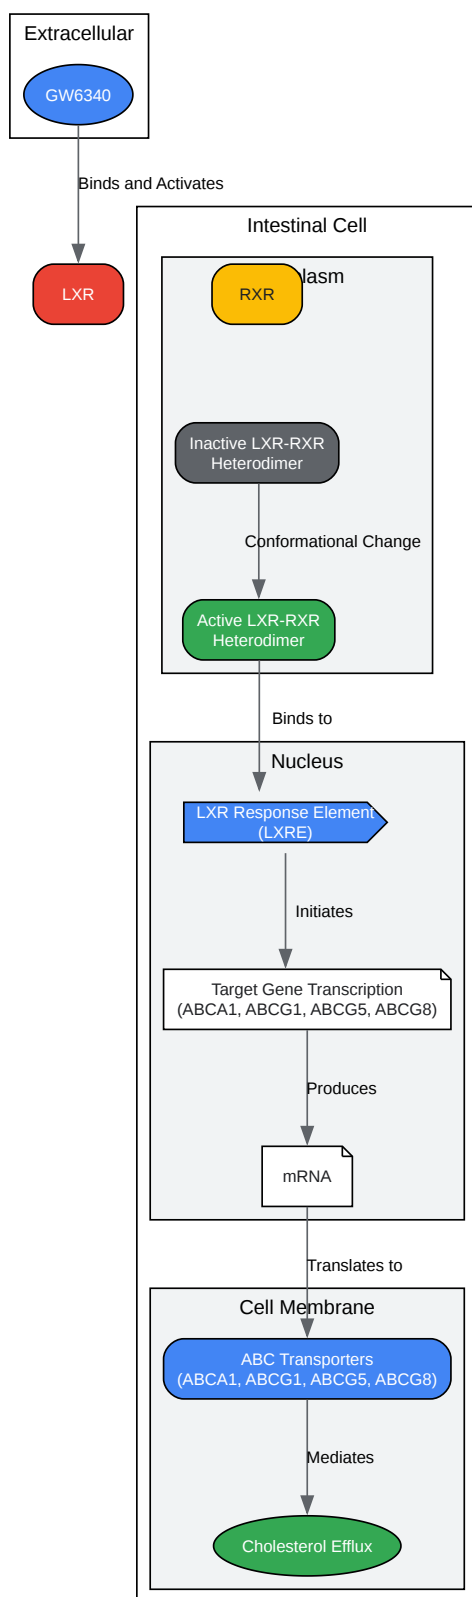 Extracellular
GW6340
Binds and Activates
Intestinal Cell
plasm
LXR
RXR
Inactive LXR-RXR
Heterodimer
Conformational Change
Active LXR-RXR
Heterodimer
Binds to
Nucleus
LXR Response Element
(LXRE)
Initiates
Target Gene Transcription
(ABCA1, ABCG1, ABCG5, ABCG8)
Produces
mRNA
Translates to
Cell Membrane
ABC Transporters
(ABCA1, ABCG1, ABCG5, ABCG8)
Mediates
Cholesterol Efflux